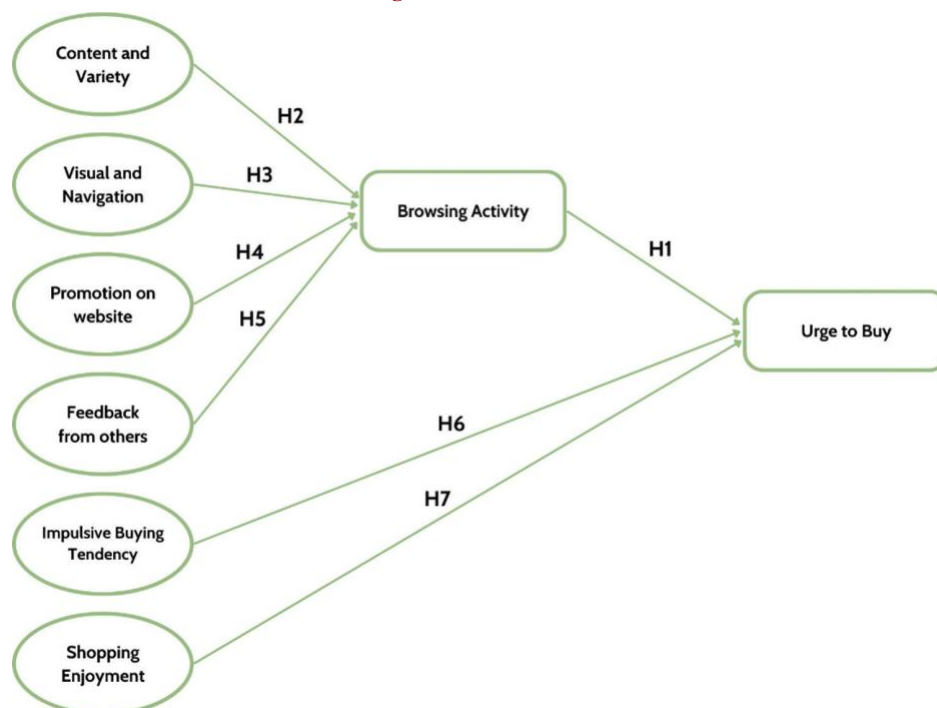 Content and
Variety
H2
Visual and
Navigation
H3
Browsing Activity
H4
Promotion on
website
H1
H5
Urge to Buy
Feedback
from others
H6
H7
Impulsive Buying
Tendency
Shopping
Enjoyment